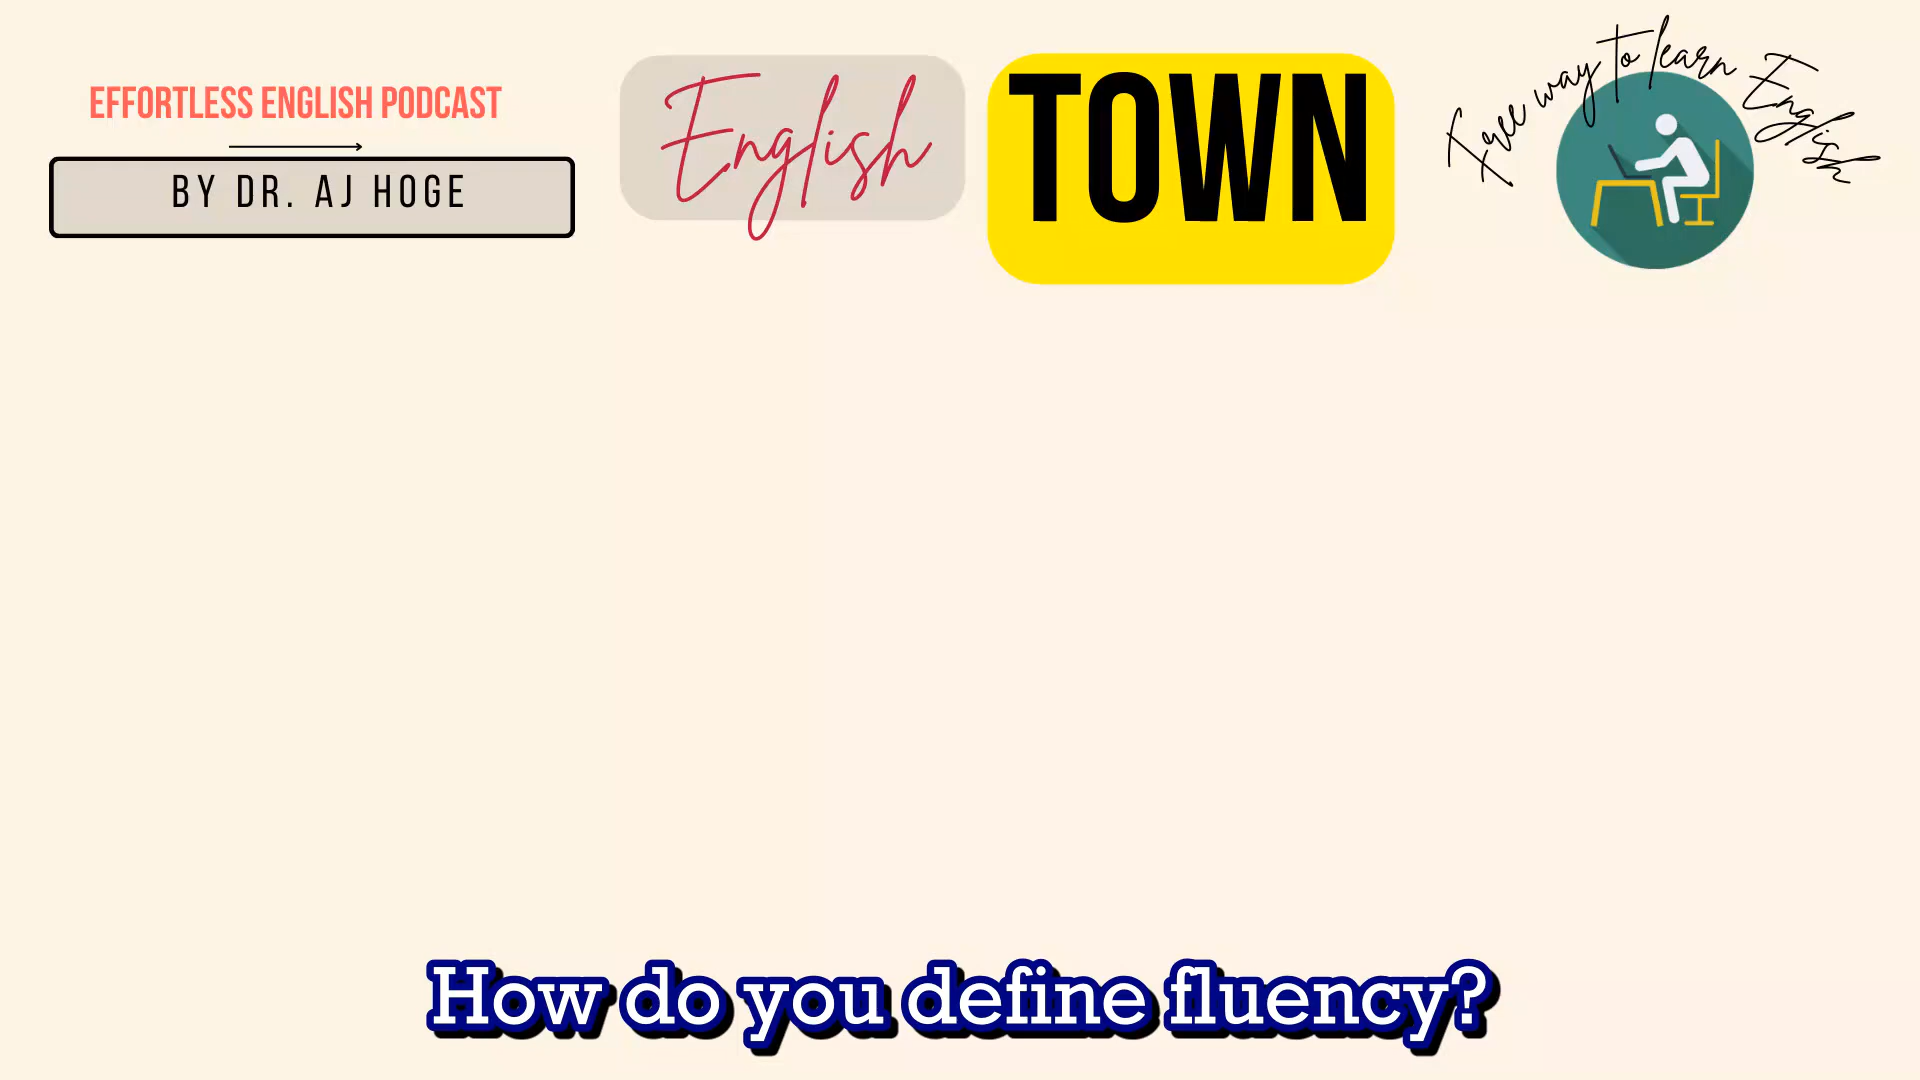 EFFORTLESS ENGLISH PODCAST
BY DR. AJ HOGE
English
TOWN
Free way to learn English
How do you define fluency?